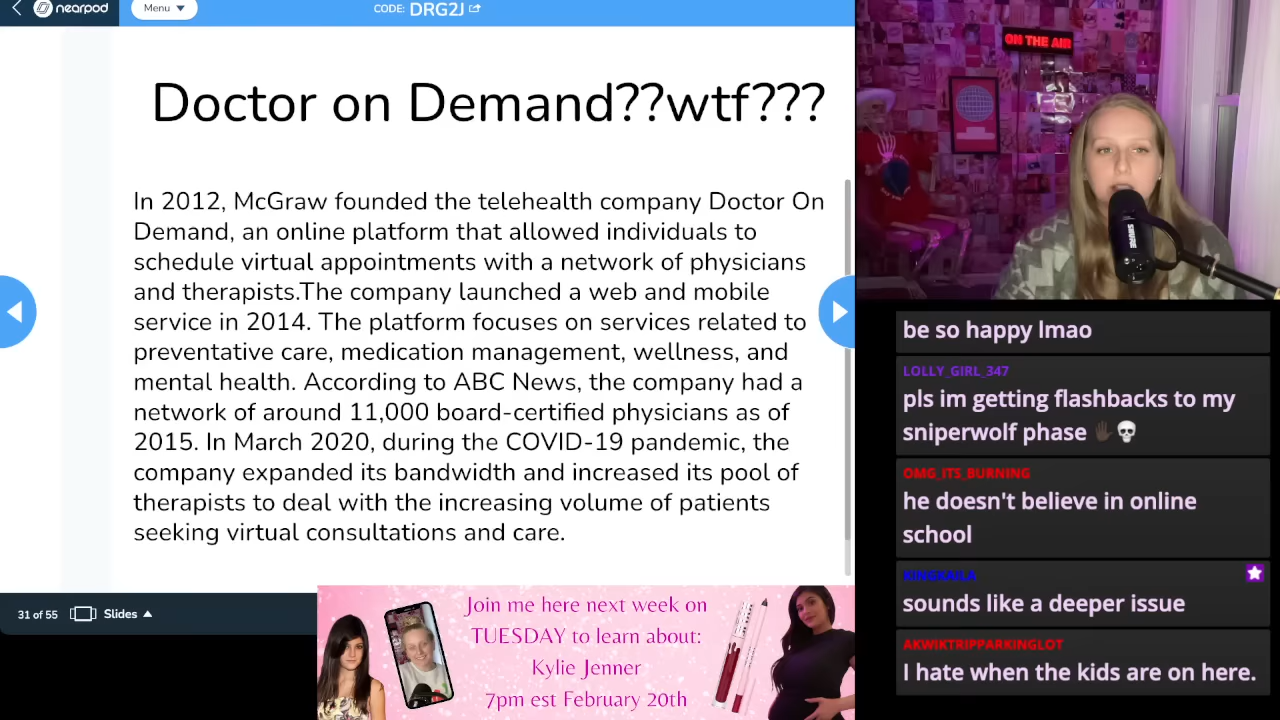 nearpod
Menu
CODE: DRG2J
Doctor on Demand??wtf???
In 2012, McGraw founded the telehealth company Doctor On
Demand, an online platform that allowed individuals to
schedule virtual appointments with a network of physicians
and therapists.The company launched a web and mobile
service in 2014. The platform focuses on services related to
preventative care, medication management, wellness, and
mental health. According to ABC News, the company had a
network of around 11,000 board-certified physicians as of
2015. In March 2020, during the COVID-19 pandemic, the
company expanded its bandwidth and increased its pool of
therapists to deal with the increasing volume of patients
seeking virtual consultations and care.
31 of 55
Slides
Join me here next week on
TUESDAY to learn about:
Kylie Jenner
7pm est February 20th
ON THE AIR
SHURE
be so happy lmao
LOLLY_GIRL_347
pls im getting flashbacks to my
sniperwolf phase 🖐🏿💀
OMG_ITS_BURNING
he doesn't believe in online
school
KINGKAILA
sounds like a deeper issue
AKWIKTRIPPARKINGLOT
I hate when the kids are on here.